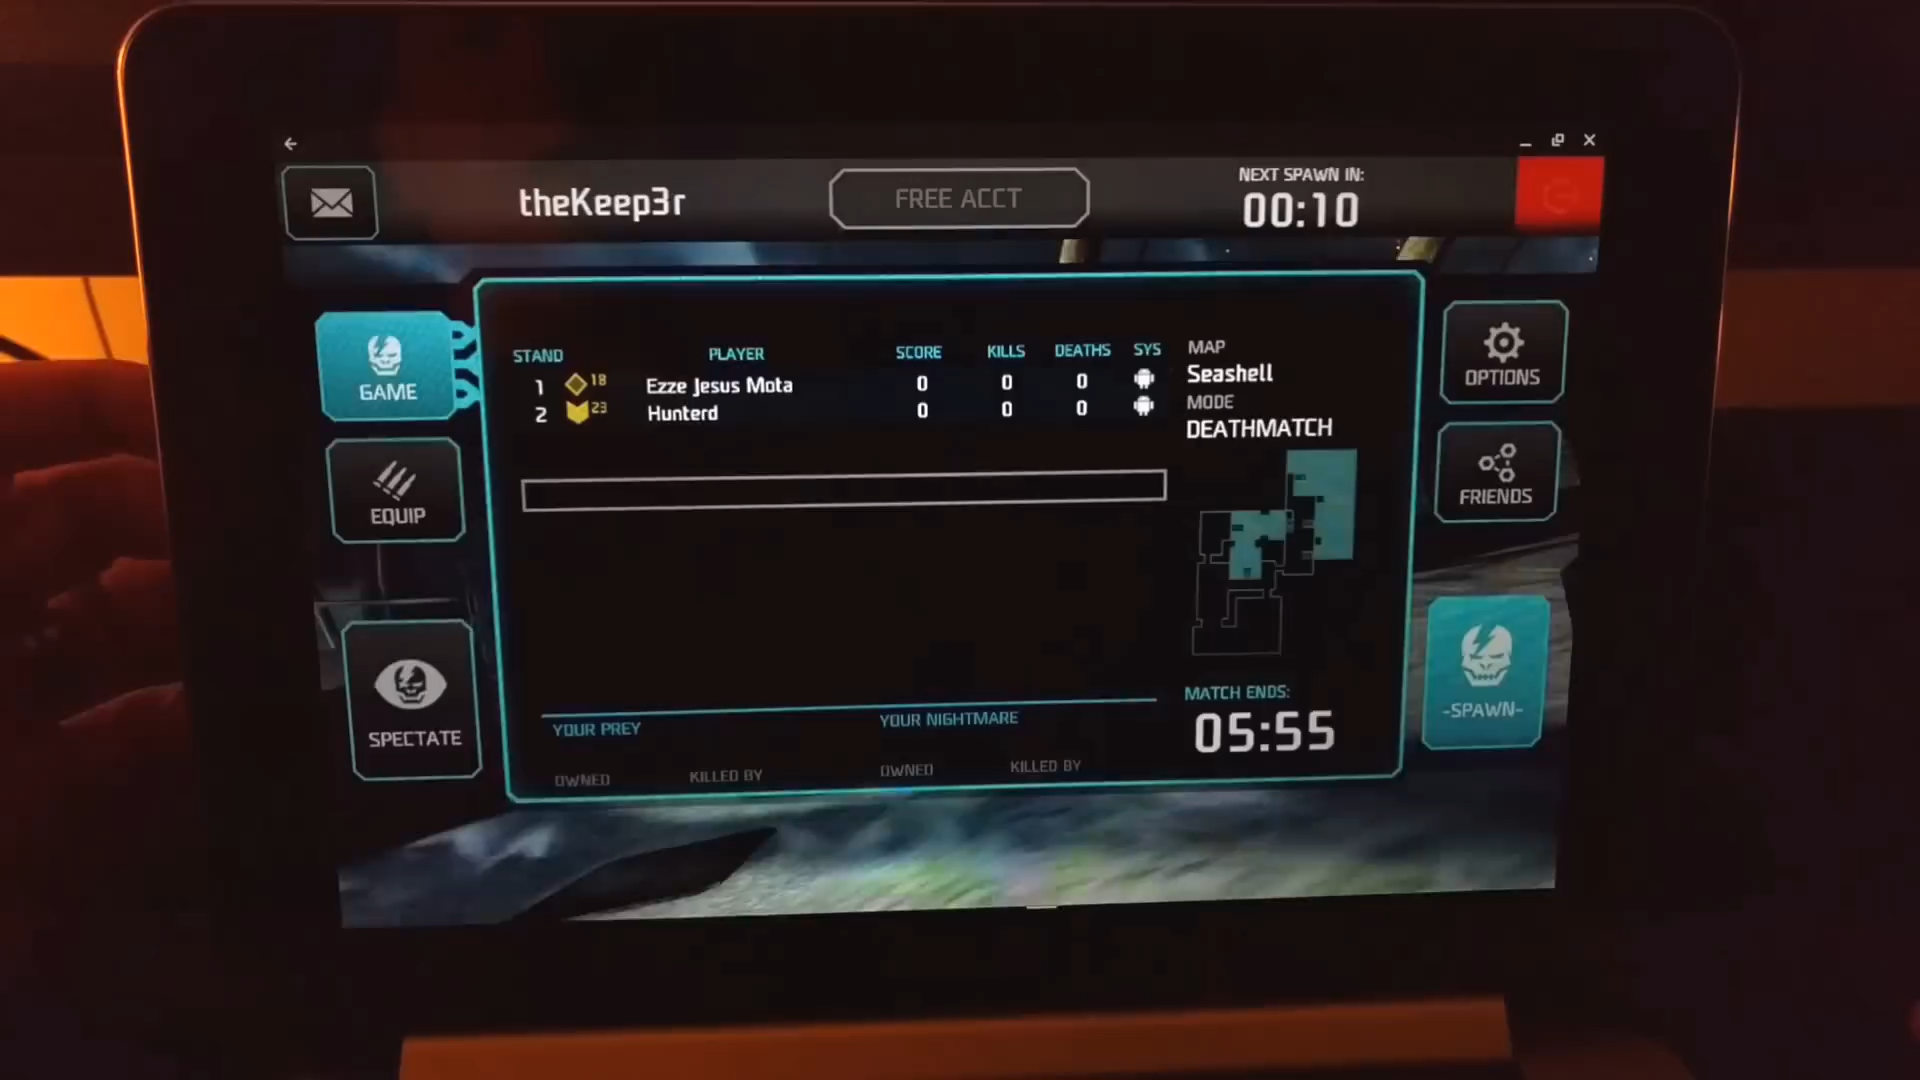 theKeep3r
FREE ACCT
NEXT SPAWN IN:
00:10
GAME
EQUIP
SPECTATE
STAND PLAYER SCORE KILLS DEATHS SYS
1 18 Ezze Jesus Mota 0 0 0
2 23 Hunterd 0 0 0
MAP
Seashell
MODE
DEATHMATCH
MATCH ENDS:
05:55
YOUR PREY YOUR NIGHTMARE
OWNED KILLED BY OWNED KILLED BY
OPTIONS
FRIENDS
-SPAWN-